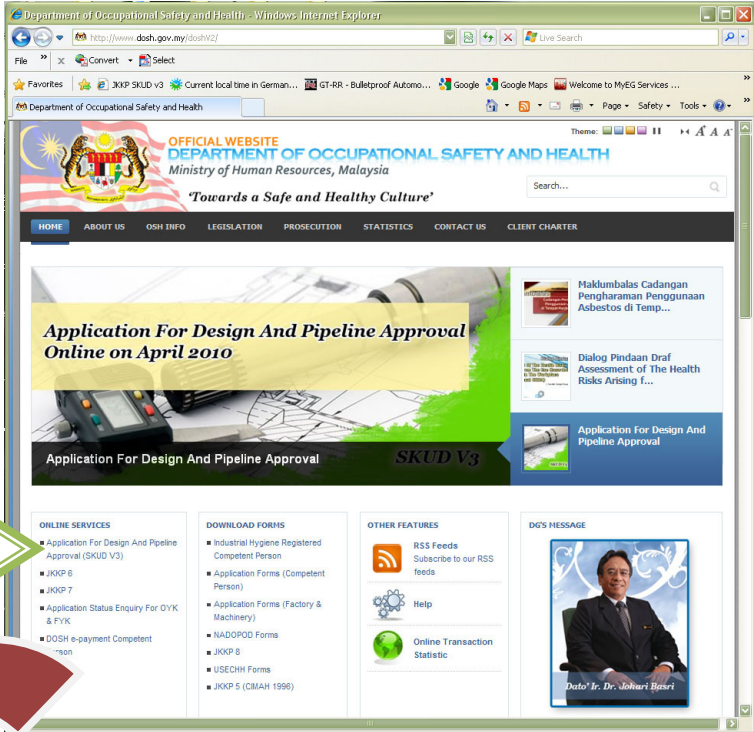 Department of Occupational Safety and Health - Windows Internet Explorer
http://www.dosh.gov.my/doshV2/
Live Search
File
Convert
Select
Favorites
JKKP SKUD v3
Current local time in German...
GT-RR - Bulletproof Automo...
Google
Google Maps
Welcome to MyEG Services ...
Department of Occupational Safety and Health
Page
Safety
Tools
Theme:
A A A
OFFICIAL WEBSITE
DEPARTMENT OF OCCUPATIONAL SAFETY AND HEALTH
Ministry of Human Resources, Malaysia
'Towards a Safe and Healthy Culture'
Search...
HOME ABOUT US OSH INFO LEGISLATION PROSECUTION STATISTICS CONTACT US CLIENT CHARTER
Application For Design And Pipeline Approval
Online on April 2010
SKUD V3
Application For Design And Pipeline Approval
Maklumbalas Cadangan
Pengharaman Penggunaan
Asbestos di Temp...
Dialog Pindaan Draf
Assessment of The Health
Risks Arising f...
Application For Design And
Pipeline Approval
ONLINE SERVICES
Application For Design And Pipeline
Approval (SKUD V3)
JKKP 6
JKKP 7
Application Status Enquiry For OYK
& FYK
DOSH e-payment Competent
DOWNLOAD FORMS
Industrial Hygiene Registered
Competent Person
Application Forms (Competent
Person)
Application Forms (Factory &
Machinery)
NADOPOD Forms
JKKP 8
USECHH Forms
JKKP 5 (CIMAH 1996)
OTHER FEATURES
RSS Feeds
Subscribe to our RSS
feeds
Help
Online Transaction
Statistic
DG'S MESSAGE
Dato' Ir. Dr. Johari Basri